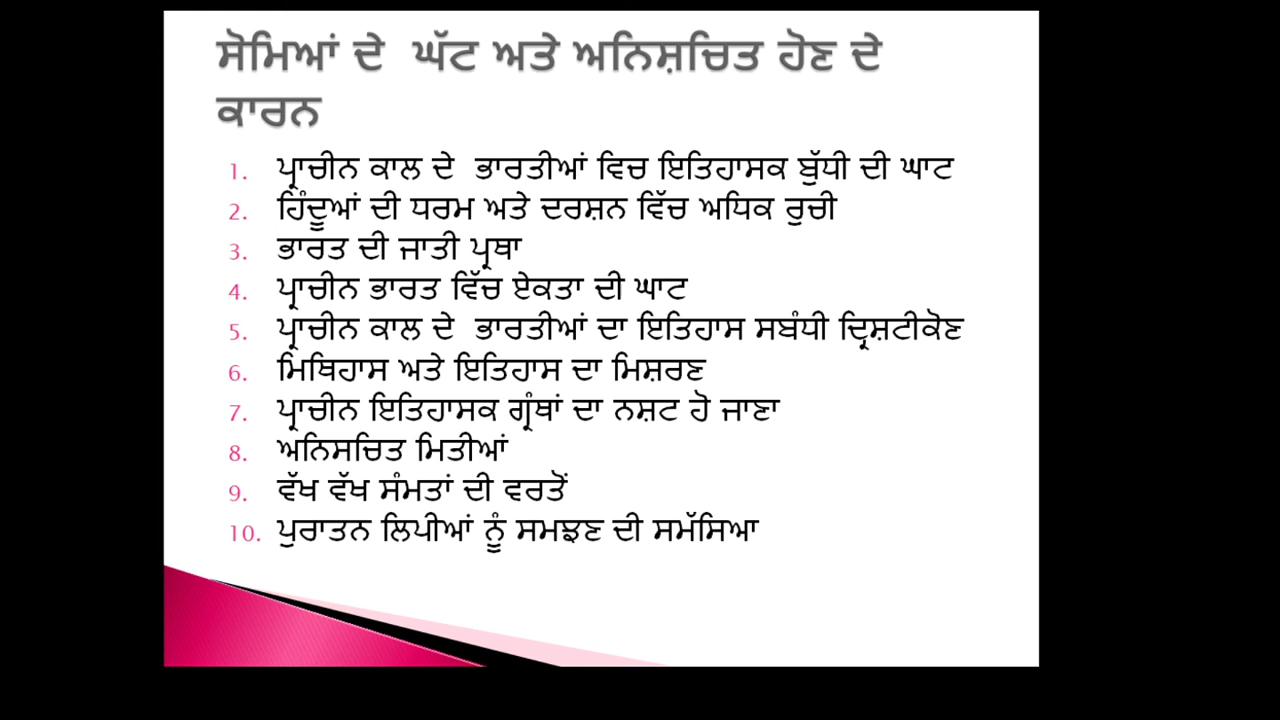 ਸੋਮਿਆਂ ਦੇ ਘੱਟ ਅਤੇ ਅਨਿਸ਼ਚਿਤ ਹੋਣ ਦੇ
ਕਾਰਨ
1. ਪ੍ਰਾਚੀਨ ਕਾਲ ਦੇ ਭਾਰਤੀਆਂ ਵਿਚ ਇਤਿਹਾਸਕ ਬੁੱਧੀ ਦੀ ਘਾਟ
2. ਹਿੰਦੂਆਂ ਦੀ ਧਰਮ ਅਤੇ ਦਰਸ਼ਨ ਵਿੱਚ ਅਧਿਕ ਰੁਚੀ
3. ਭਾਰਤ ਦੀ ਜਾਤੀ ਪ੍ਰਥਾ
4. ਪ੍ਰਾਚੀਨ ਭਾਰਤ ਵਿੱਚ ਏਕਤਾ ਦੀ ਘਾਟ
5. ਪ੍ਰਾਚੀਨ ਕਾਲ ਦੇ ਭਾਰਤੀਆਂ ਦਾ ਇਤਿਹਾਸ ਸਬੰਧੀ ਦ੍ਰਿਸ਼ਟੀਕੋਣ
6. ਮਿਥਿਹਾਸ ਅਤੇ ਇਤਿਹਾਸ ਦਾ ਮਿਸ਼ਰਣ
7. ਪ੍ਰਾਚੀਨ ਇਤਿਹਾਸਕ ਗ੍ਰੰਥਾਂ ਦਾ ਨਸ਼ਟ ਹੋ ਜਾਣਾ
8. ਅਨਿਸਚਿਤ ਮਿਤੀਆਂ
9. ਵੱਖ ਵੱਖ ਸੰਮਤਾਂ ਦੀ ਵਰਤੋਂ
10. ਪੁਰਾਤਨ ਲਿਪੀਆਂ ਨੂੰ ਸਮਝਣ ਦੀ ਸਮੱਸਿਆ